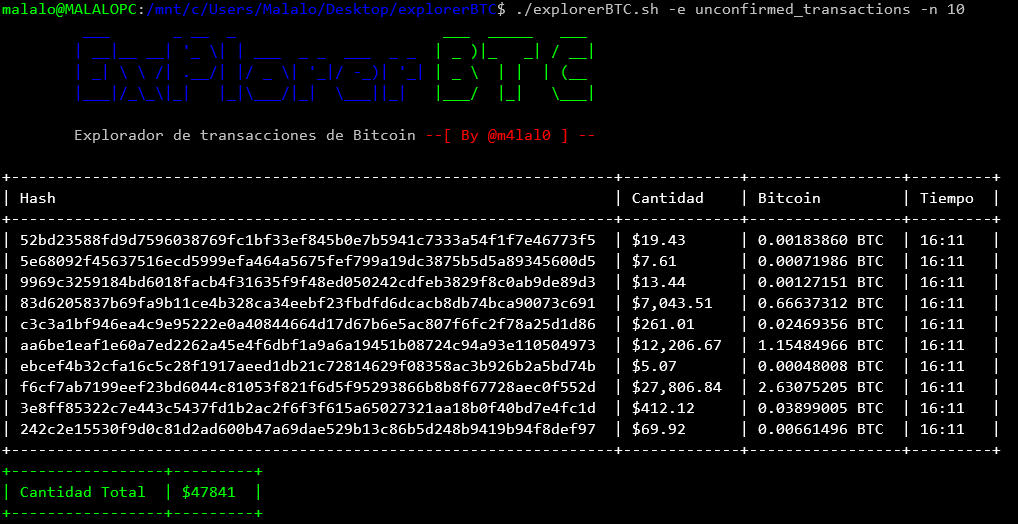 malalo@MALALOPC:/mnt/c/Users/Malalo/Desktop/explorerBTC$ ./explorerBTC.sh -e unconfirmed_transactions -n 10
ExPlorer BTC
Explorador de transacciones de Bitcoin --[ By @m4lal0 ] --
| Hash | Cantidad | Bitcoin | Tiempo |
| 52bd23588fd9d7596038769fc1bf33ef845b0e7b5941c7333a54f1f7e46773f5 | $19.43 | 0.00183860 BTC | 16:11 |
| 5e68092f45637516ecd5999efa464a5675fef799a19dc3875b5d5a89345600d5 | $7.61 | 0.00071986 BTC | 16:11 |
| 9969c3259184bd6018facb4f31635f9f48ed050242cdfeb3829f8c0ab9de89d3 | $13.44 | 0.00127151 BTC | 16:11 |
| 83d6205837b69fa9b11ce4b328ca34eebf23fbdfd6dcacb8db74bca90073c691 | $7,043.51 | 0.66637312 BTC | 16:11 |
| c3c3a1bf946ea4c9e95222e0a40844664d17d67b6e5ac807f6fc2f78a25d1d86 | $261.01 | 0.02469356 BTC | 16:11 |
| aa6be1eaf1e60a7ed2262a45e4f6dbf1a9a6a19451b08724c94a93e110504973 | $12,206.67 | 1.15484966 BTC | 16:11 |
| ebcef4b32cfa16c5c28f1917aeed1db21c72814629f08358ac3b926b2a5bd74b | $5.07 | 0.00048008 BTC | 16:11 |
| f6cf7ab7199eef23bd6044c81053f821f6d5f95293866b8b8f67728aec0f552d | $27,806.84 | 2.63075205 BTC | 16:11 |
| 3e8ff85322c7e443c5437fd1b2ac2f6f3f615a65027321aa18b0f40bd7e4fc1d | $412.12 | 0.03899005 BTC | 16:11 |
| 242c2e15530f9d0c81d2ad600b47a69dae529b13c86b5d248b9419b94f8def97 | $69.92 | 0.00661496 BTC | 16:11 |
| Cantidad Total | $47841 |